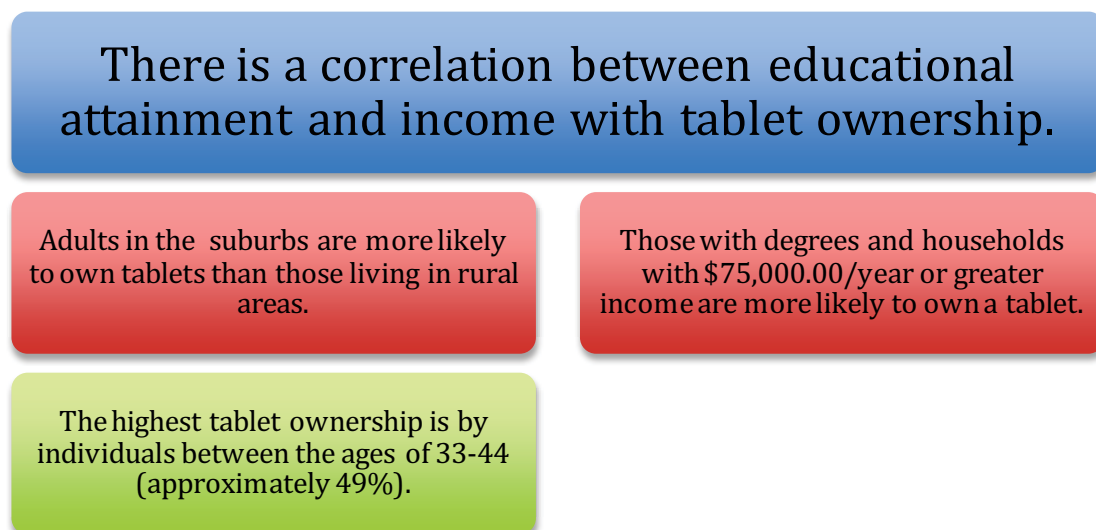 There is a correlation between educational
attainment and income with tablet ownership.
Adults in the suburbs are more likely
to own tablets than those living in rural
areas.
Those with degrees and households
with $75,000.00/year or greater
income are more likely to own a tablet.
The highest tablet ownership is by
individuals between the ages of 33-44
(approximately 49%).